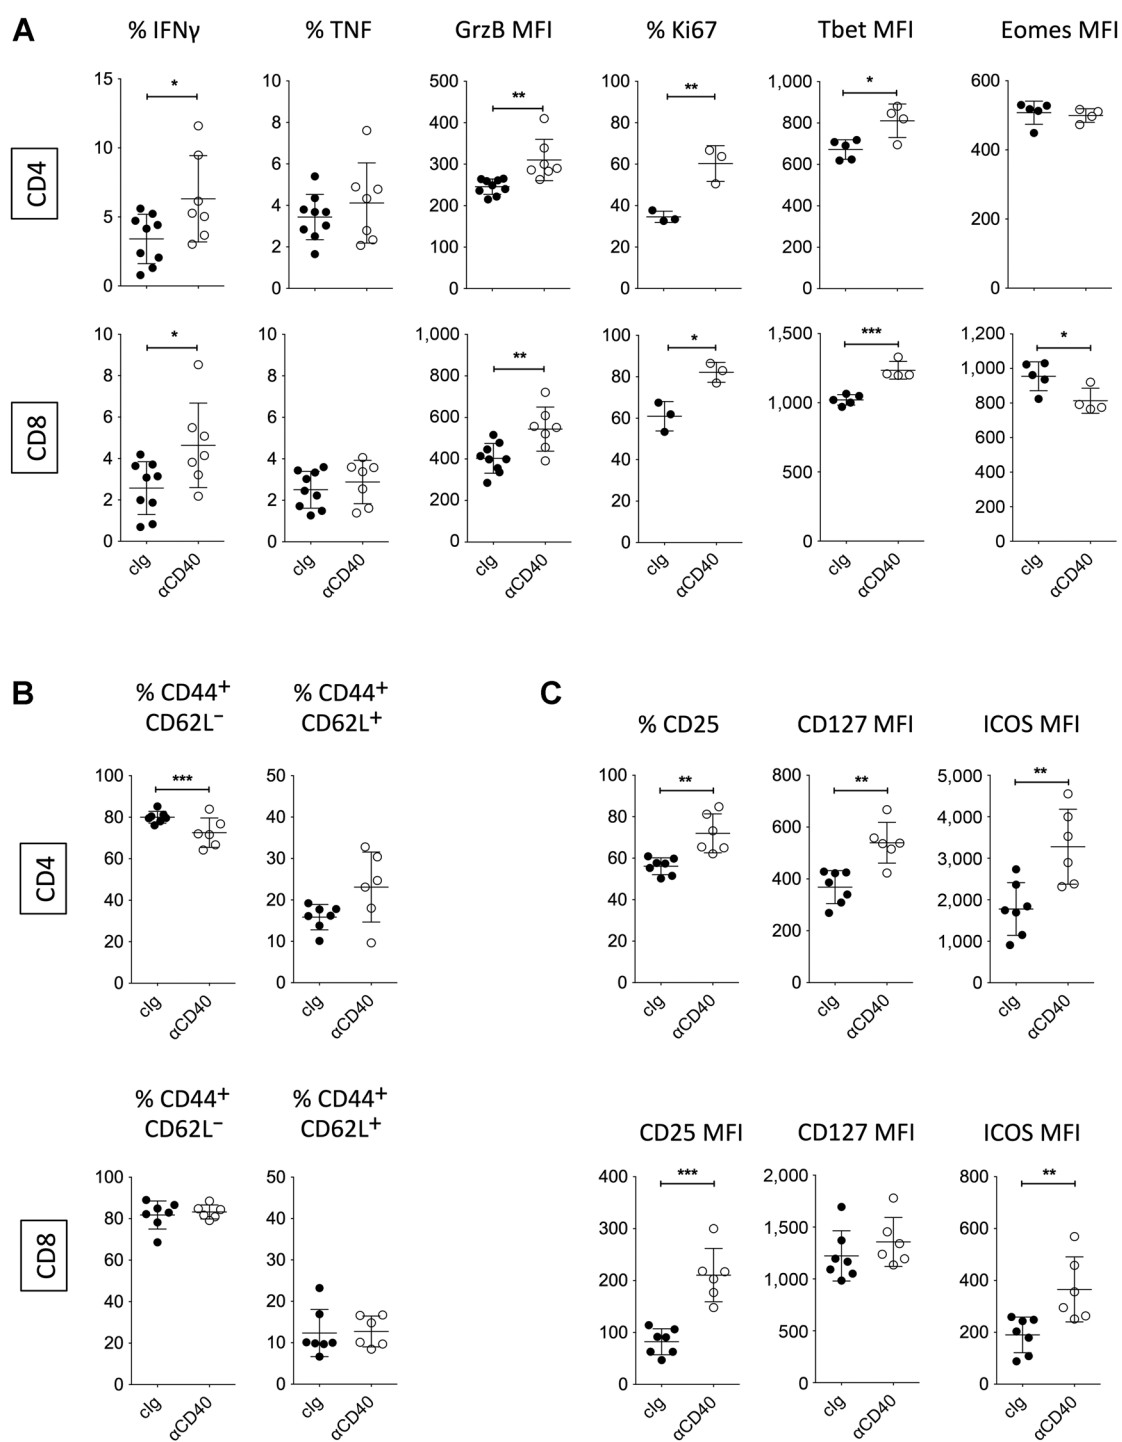 A
% IFNγ % TNF GrzB MFI % Ki67 Tbet MFI Eomes MFI
CD4
15 10 5 0
*
10 8 6 4 2 0
500 400 300 200 100 0
**
100 80 60 40 20 0
**
1,000 800 600 400 200 0
*
600 400 200 0
CD8
10 8 6 4 2 0
*
10 8 6 4 2 0
1,000 800 600 400 200 0
**
100 80 60 40 20 0
*
1,500 1,000 500 0
***
1,200 1,000 800 600 400 200 0
*
cIg αCD40 cIg αCD40 cIg αCD40 cIg αCD40 cIg αCD40 cIg αCD40
B
% CD44+ % CD44+
CD62L− CD62L+
CD4
100 80 60 40 20 0
***
50 40 30 20 10 0
cIg αCD40 cIg αCD40
% CD44+ % CD44+
CD62L− CD62L+
CD8
100 80 60 40 20 0
50 40 30 20 10 0
cIg αCD40 cIg αCD40
C
% CD25 CD127 MFI ICOS MFI
100 80 60 40 20 0
**
800 600 400 200 0
**
5,000 4,000 3,000 2,000 1,000 0
**
cIg αCD40 cIg αCD40 cIg αCD40
CD25 MFI CD127 MFI ICOS MFI
400 300 200 100 0
***
2,000 1,500 1,000 500 0
800 600 400 200 0
**
cIg αCD40 cIg αCD40 cIg αCD40